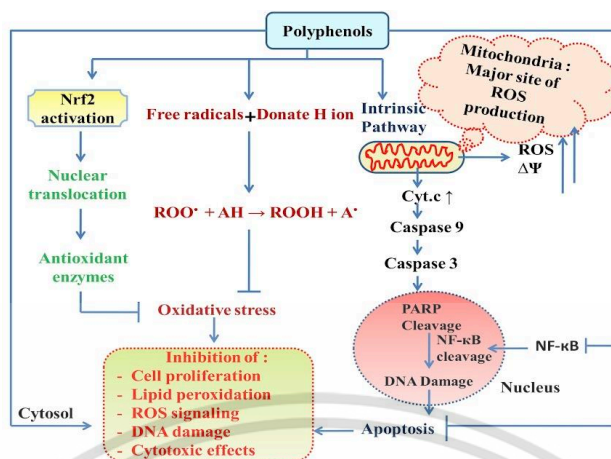 Polyphenols
Nrf2
activation
Nuclear
translocation
Antioxidant
enzymes
Free radicals+Donate H ion
ROO• + AH → ROOH + A•
Oxidative stress
Intrinsic
Pathway
Mitochondria :
Major site of
ROS
production
ROS
ΔΨ
Cyt.c ↑
Caspase 9
Caspase 3
PARP
Cleavage
NF-κB
cleavage
DNA Damage
NF-κB
Nucleus
Apoptosis
Cytosol
Inhibition of :
- Cell proliferation
- Lipid peroxidation
- ROS signaling
- DNA damage
- Cytotoxic effects